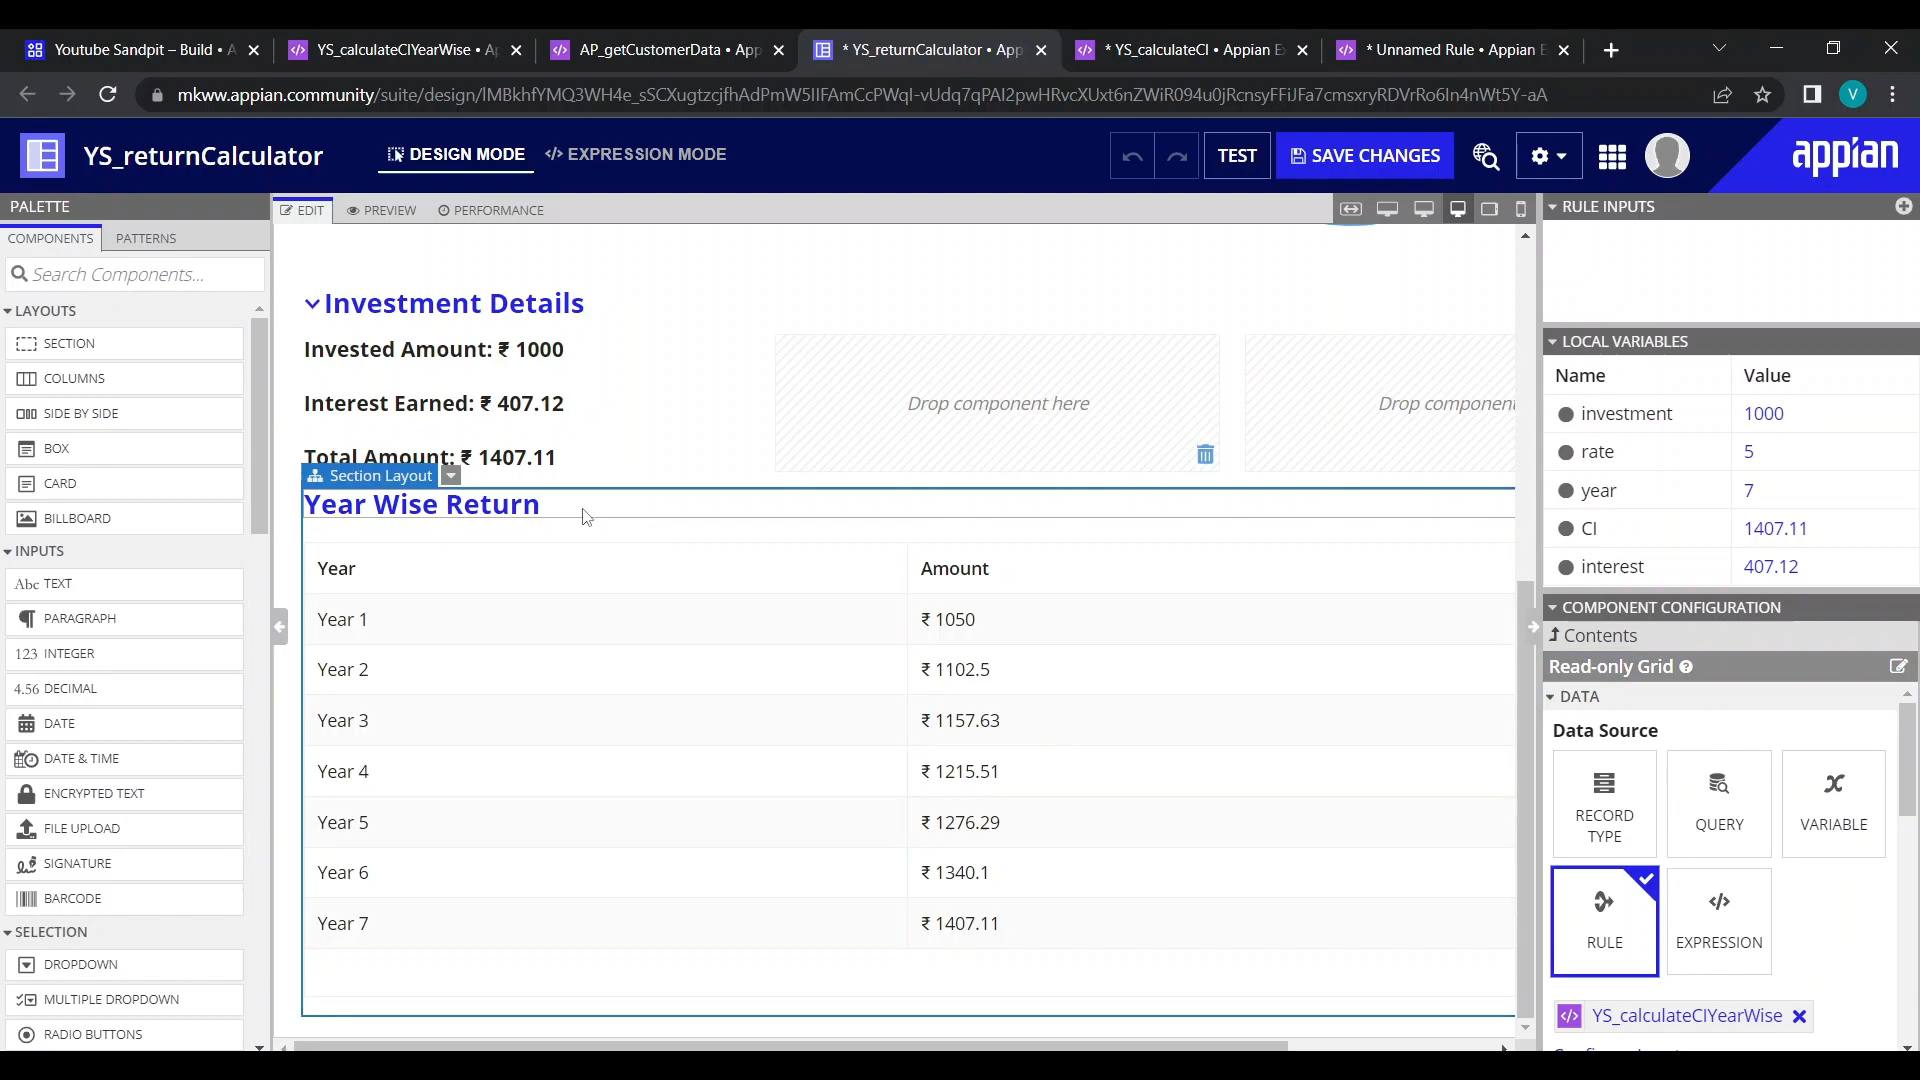 Youtube Sandpit – Build • A
YS_calculateCIYearWise • Ap
AP_getCustomerData • App
* YS_returnCalculator • App
* YS_calculateCI • Appian E
* Unnamed Rule • Appian E
mkww.appian.community/suite/design/
YS_returnCalculator
DESIGN MODE
</> EXPRESSION MODE
TEST
SAVE CHANGES
appian
PALETTE
EDIT
PREVIEW
PERFORMANCE
COMPONENTS
PATTERNS
Search Components...
LAYOUTS
SECTION
COLUMNS
SIDE BY SIDE
BOX
CARD
BILLBOARD
INPUTS
Abc TEXT
PARAGRAPH
123 INTEGER
4.56 DECIMAL
DATE
DATE & TIME
ENCRYPTED TEXT
FILE UPLOAD
SIGNATURE
BARCODE
SELECTION
DROPDOWN
MULTIPLE DROPDOWN
RADIO BUTTONS
Investment Details
Invested Amount: ₹ 1000
Interest Earned: ₹ 407.12
Total Amount: ₹ 1407.11
Drop component here
Drop component
Section Layout
Year Wise Return
Year Amount
Year 1 ₹ 1050
Year 2 ₹ 1102.5
Year 3 ₹ 1157.63
Year 4 ₹ 1215.51
Year 5 ₹ 1276.29
Year 6 ₹ 1340.1
Year 7 ₹ 1407.11
RULE INPUTS
LOCAL VARIABLES
Name Value
investment 1000
rate 5
year 7
CI 1407.11
interest 407.12
COMPONENT CONFIGURATION
Contents
Read-only Grid
DATA
Data Source
RECORD TYPE
QUERY
VARIABLE
RULE
EXPRESSION
YS_calculateCIYearWise
V